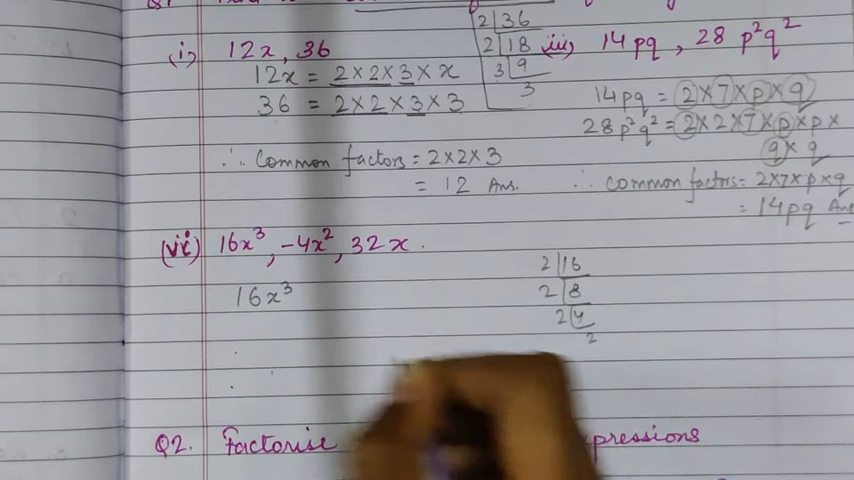 (i) 12x, 36
12x = 2×2×3×x
36 = 2×2×3×3
∴ Common factors = 2×2×3
= 12 Ans.
2 36
2 18
3 9
3
iii) 14pq, 28 p²q²
14pq = 2×7×p×q
28p²q² = 2×2×7×p×p×
q×q
∴ common factors = 2×7×p×q
= 14pq Ans
(vi) 16x³, -4x², 32x.
16x³
2 16
2 8
2 4
2
Q2. Factorise pressions